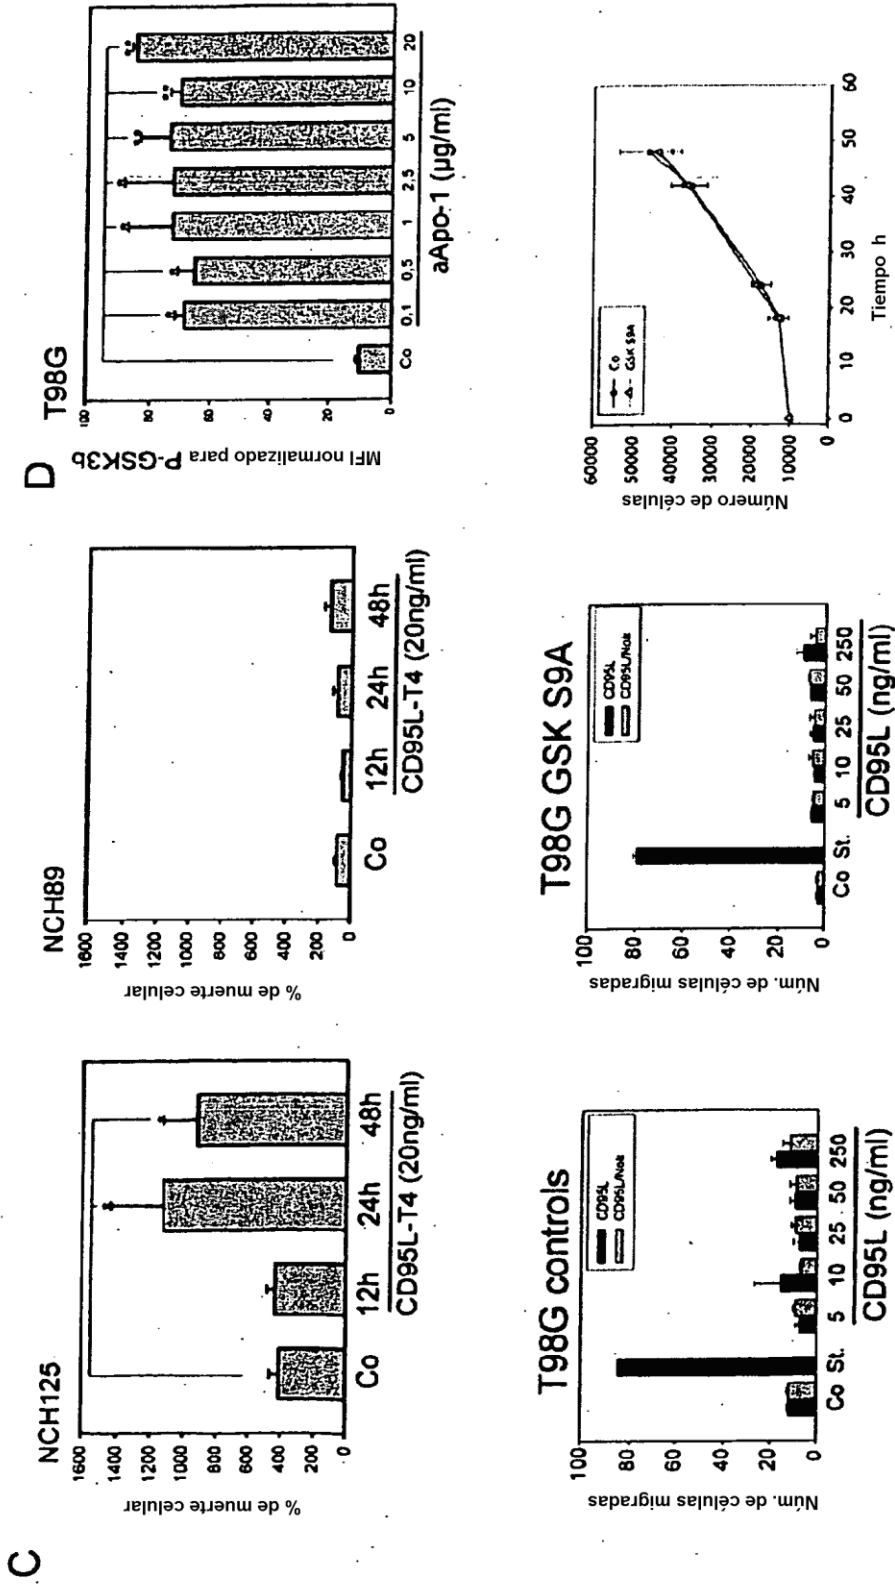 C
NCH125
% de muerte celular
1600
1400
1200
1000
800
600
400
200
0
Co 12h 24h 48h
CD95L-T4 (20ng/ml)
NCH89
% de muerte celular
1600
1400
1200
1000
800
600
400
200
0
Co 12h 24h 48h
CD95L-T4 (20ng/ml)
D
T98G
MFI normalizado para P-GSK3b
100
80
60
40
20
0
Co 0,1 0,5 1 2,5 5 10 20
aApo-1 (µg/ml)
T98G controls
Núm. de células migradas
100
80
60
40
20
0
CD95L
CD95L/Nok
Co St. 5 10 25 50 250
CD95L (ng/ml)
T98G GSK S9A
Núm. de células migradas
100
80
60
40
20
0
CD95L
CD95L/Nok
Co St. 5 10 25 50 250
CD95L (ng/ml)
Número de células
60000
50000
40000
30000
20000
10000
0
Co
GSK S9A
0 10 20 30 40 50 60
Tiempo h